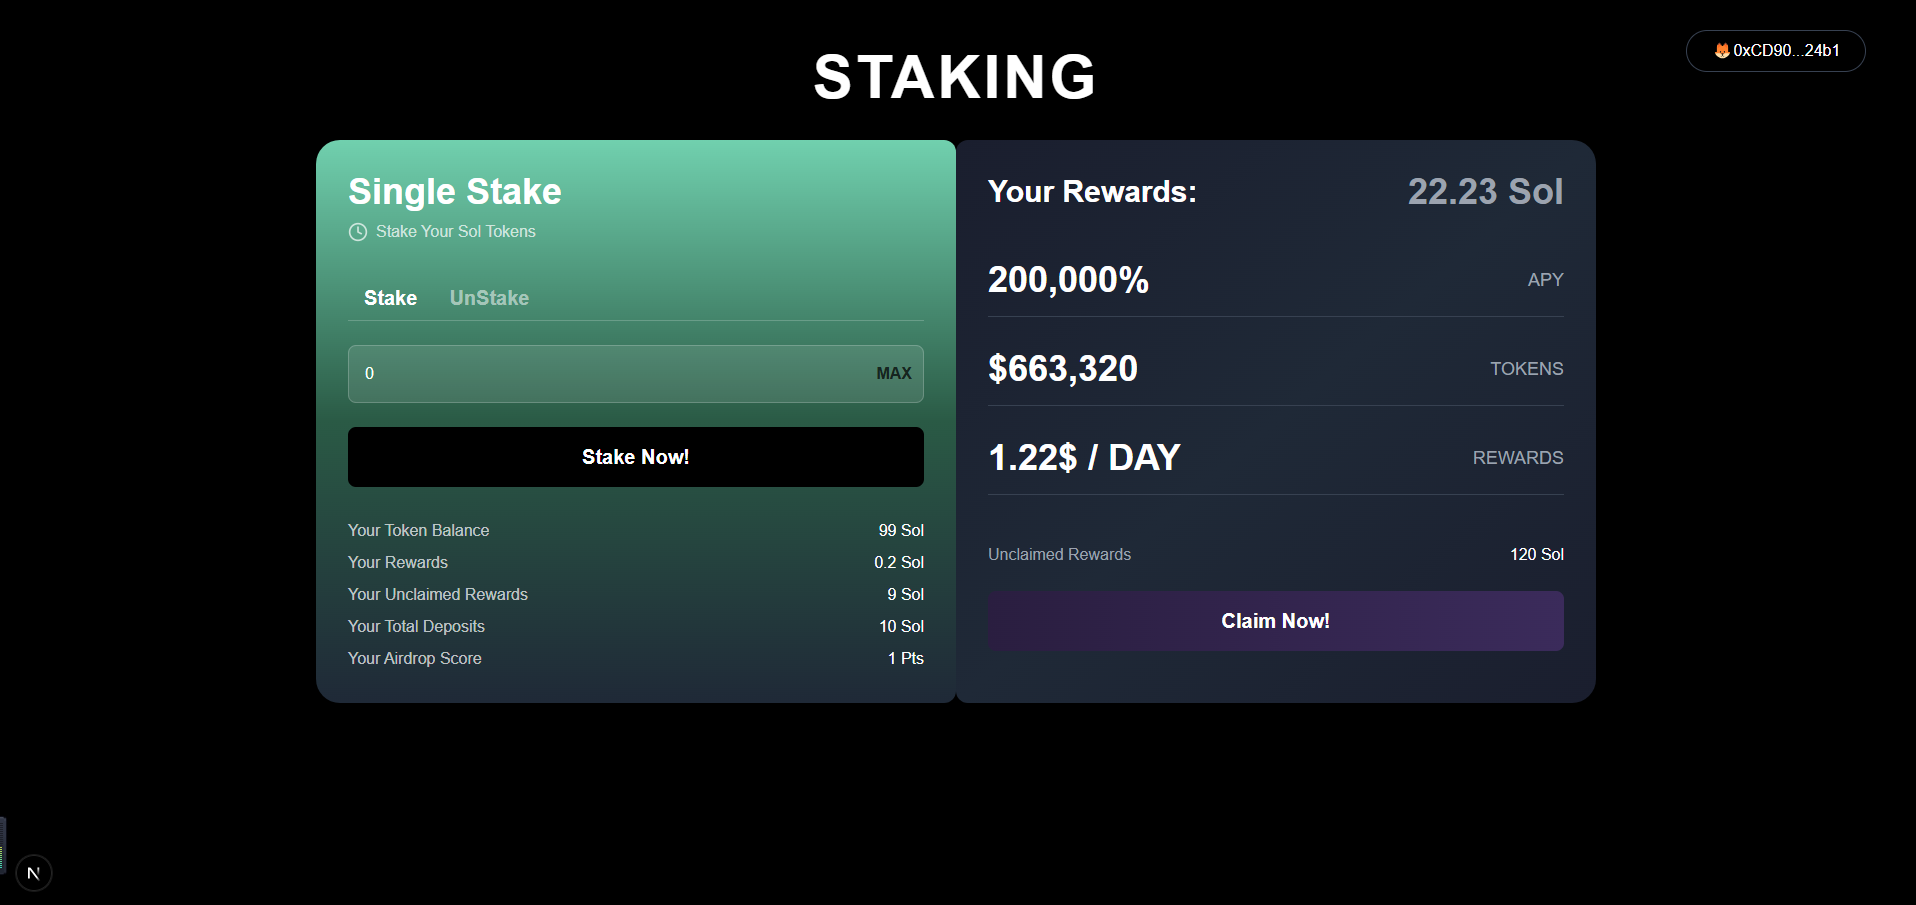 STAKING
0xCD90...24b1
Single Stake
Stake Your Sol Tokens
Stake UnStake
0 MAX
Stake Now!
Your Token Balance 99 Sol
Your Rewards 0.2 Sol
Your Unclaimed Rewards 9 Sol
Your Total Deposits 10 Sol
Your Airdrop Score 1 Pts
Your Rewards: 22.23 Sol
200,000% APY
$663,320 TOKENS
1.22$ / DAY REWARDS
Unclaimed Rewards 120 Sol
Claim Now!
N